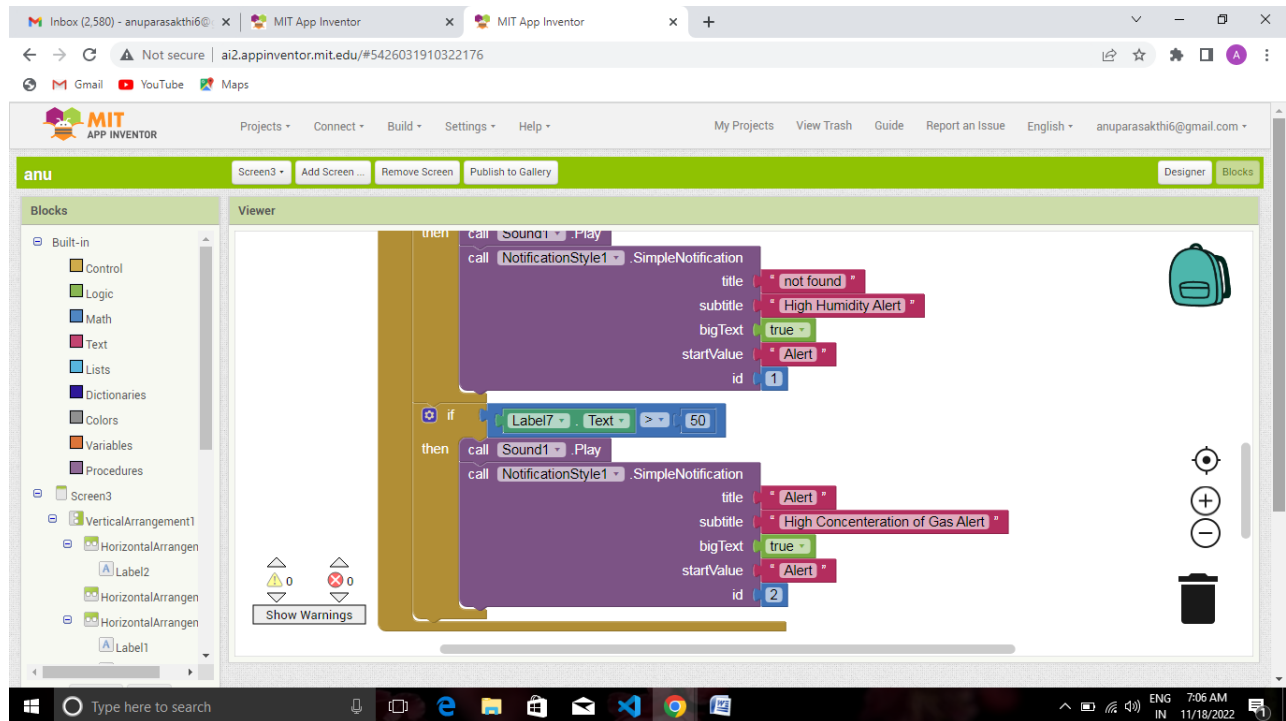 Inbox (2,580) - anuparasakthi6@
MIT App Inventor
MIT App Inventor
Not secure
ai2.appinventor.mit.edu/#5426031910322176
A
Gmail
YouTube
Maps
MIT
APP INVENTOR
Projects
Connect
Build
Settings
Help
My Projects
View Trash
Guide
Report an Issue
English
anuparasakthi6@gmail.com
anu
Screen3
Add Screen ...
Remove Screen
Publish to Gallery
Designer
Blocks
Blocks
Viewer
Built-in
Control
Logic
Math
Text
Lists
Dictionaries
Colors
Variables
Procedures
Screen3
VerticalArrangement1
HorizontalArrangen
Label2
HorizontalArrangen
HorizontalArrangen
Label1
then call Sound1 .Play
call NotificationStyle1 .SimpleNotification
title " not found "
subtitle " High Humidity Alert "
bigText true
startValue " Alert "
id 1
if Label7 . Text > 50
then call Sound1 .Play
call NotificationStyle1 .SimpleNotification
title " Alert "
subtitle " High Concenteration of Gas Alert "
bigText true
startValue " Alert "
id 2
0 0
Show Warnings
Type here to search
ENG
IN
7:06 AM
11/18/2022
1